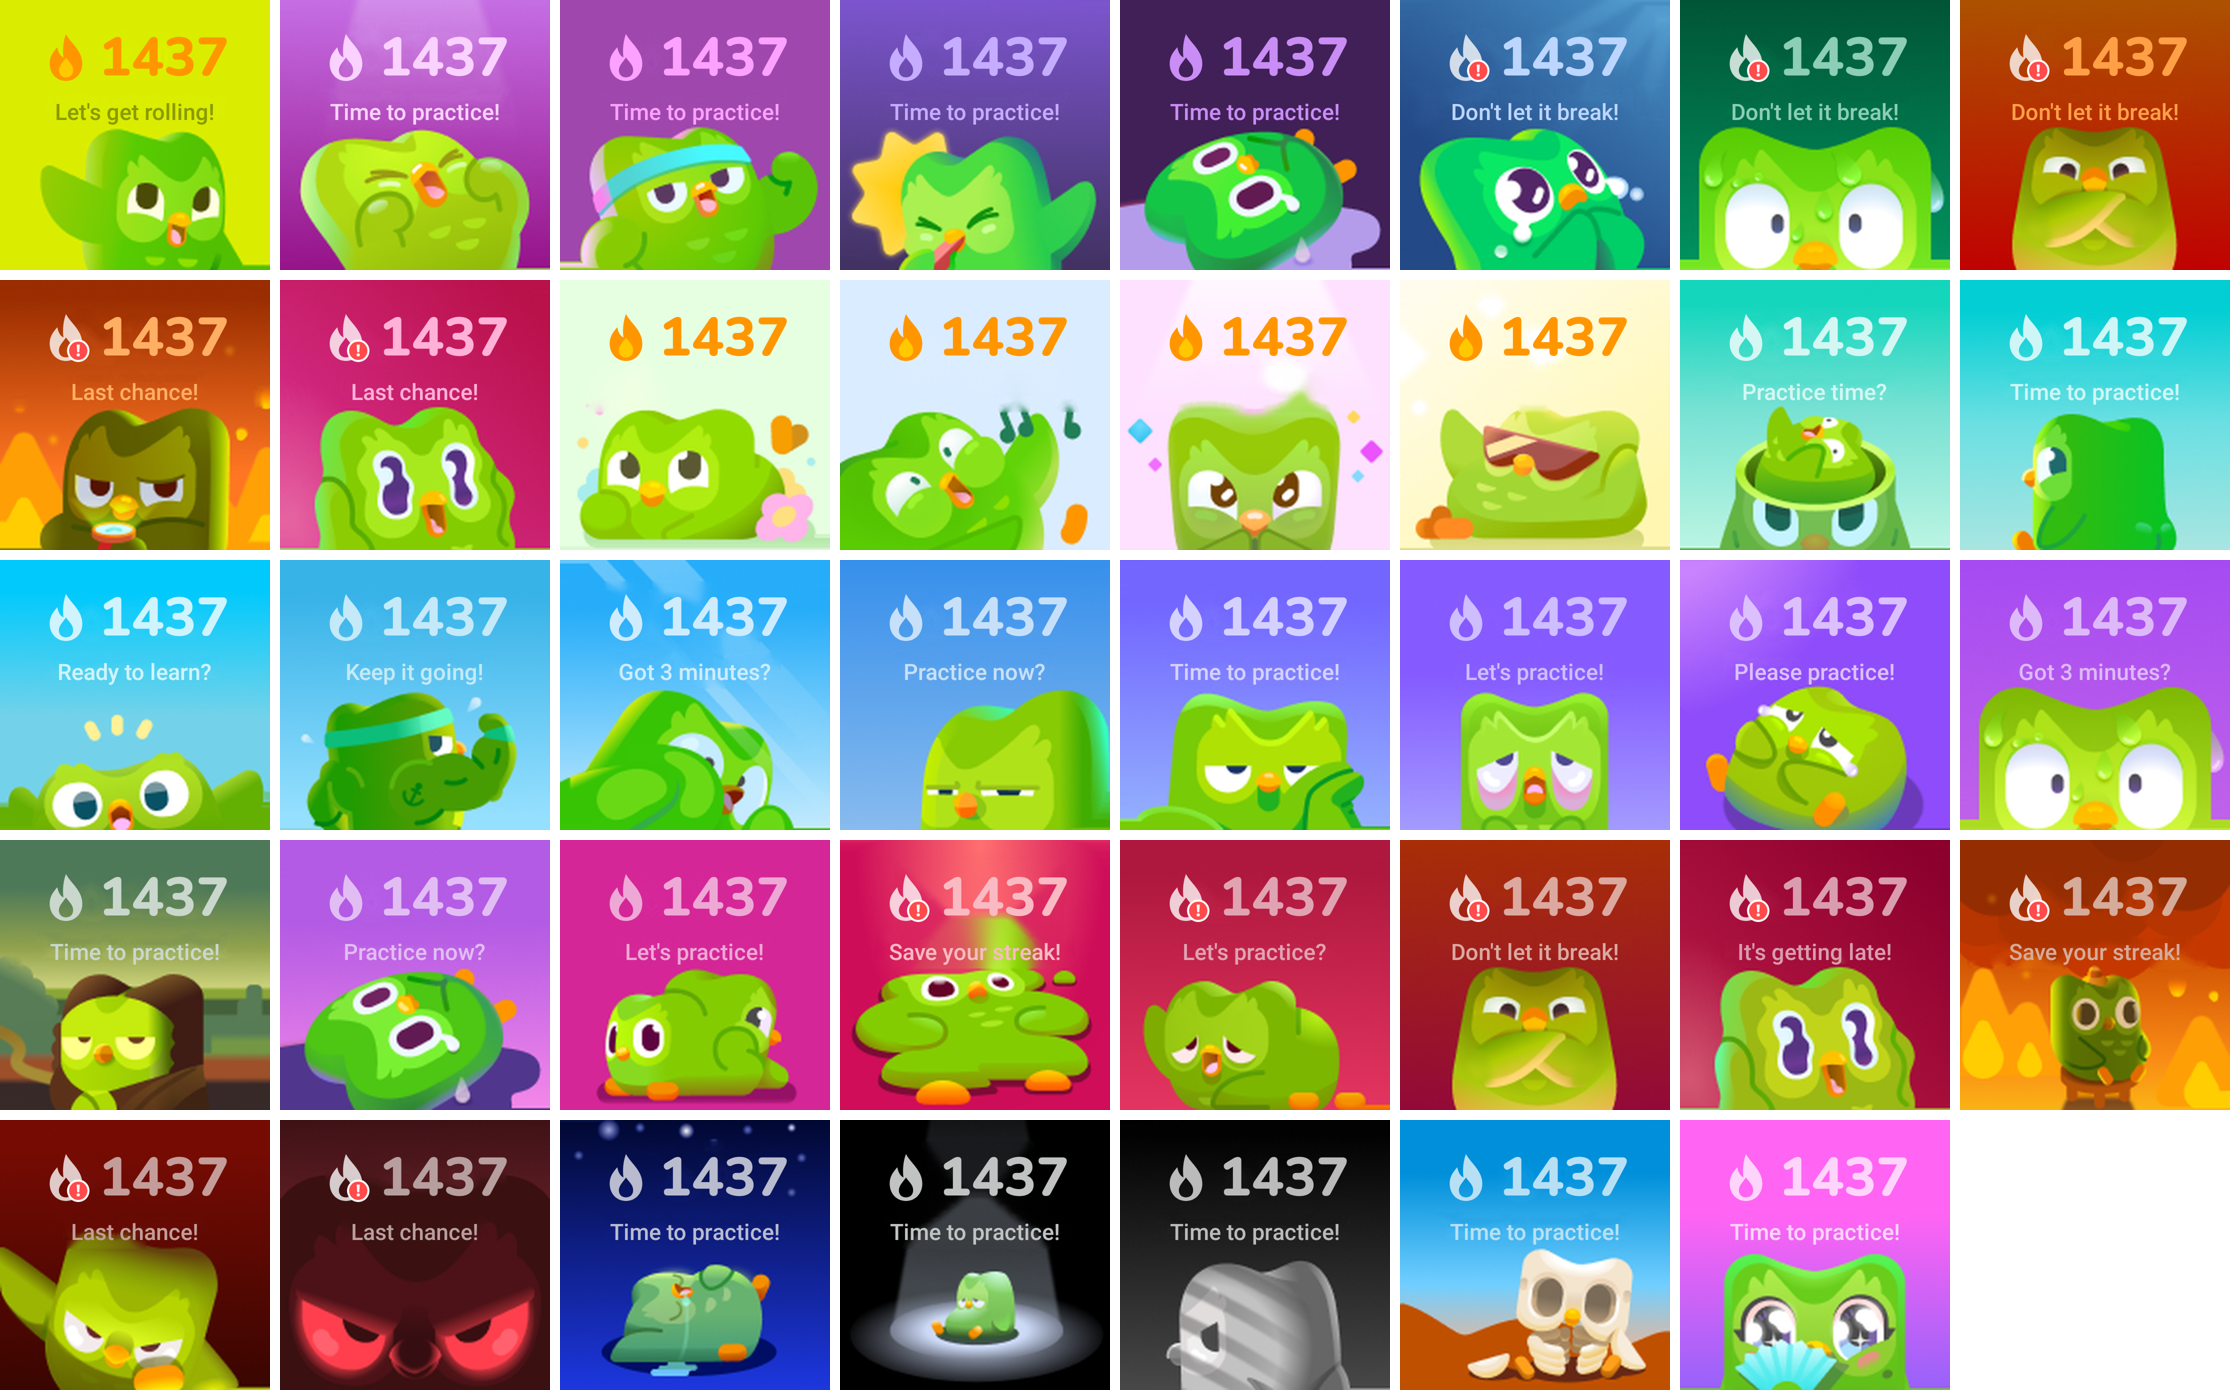 1437
Let's get rolling!
1437
Time to practice!
1437
Time to practice!
1437
Time to practice!
1437
Time to practice!
1437
Don't let it break!
1437
Don't let it break!
1437
Don't let it break!
1437
Last chance!
1437
Last chance!
1437
1437
1437
1437
1437
Practice time?
1437
Time to practice!
1437
Ready to learn?
1437
Keep it going!
1437
Got 3 minutes?
1437
Practice now?
1437
Time to practice!
1437
Let's practice!
1437
Please practice!
1437
Got 3 minutes?
1437
Time to practice!
1437
Practice now?
1437
Let's practice!
1437
Save your streak!
1437
Let's practice?
1437
Don't let it break!
1437
It's getting late!
1437
Save your streak!
1437
Last chance!
1437
Last chance!
1437
Time to practice!
1437
Time to practice!
1437
Time to practice!
1437
Time to practice!
1437
Time to practice!